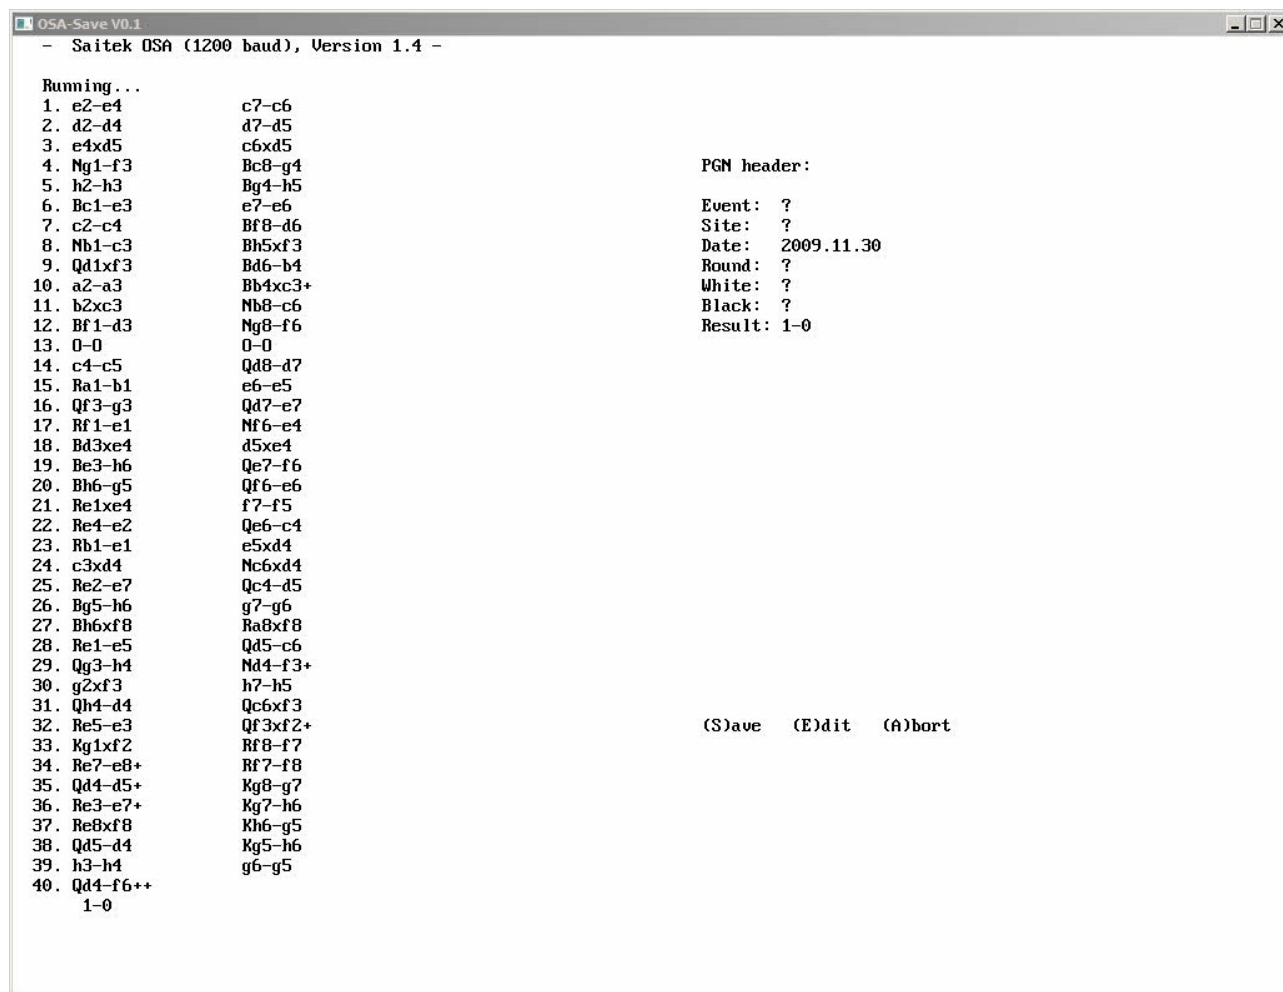 OSA-Save V0.1
- Saitek OSA (1200 baud), Version 1.4 -
Running...
1. e2-e4 c7-c6
2. d2-d4 d7-d5
3. e4xd5 c6xd5
4. Ng1-f3 Bc8-g4
5. h2-h3 Bg4-h5
6. Bc1-e3 e7-e6
7. c2-c4 Bf8-d6
8. Nb1-c3 Bh5xf3
9. Qd1xf3 Bd6-b4
10. a2-a3 Bb4xc3+
11. b2xc3 Nb8-c6
12. Bf1-d3 Ng8-f6
13. O-O O-O
14. c4-c5 Qd8-d7
15. Ra1-b1 e6-e5
16. Qf3-g3 Qd7-e7
17. Rf1-e1 Nf6-e4
18. Bd3xe4 d5xe4
19. Be3-h6 Qe7-f6
20. Bh6-g5 Qf6-e6
21. Re1xe4 f7-f5
22. Re4-e2 Qe6-c4
23. Rb1-e1 e5xd4
24. c3xd4 Nc6xd4
25. Re2-e7 Qc4-d5
26. Bg5-h6 g7-g6
27. Bh6xf8 Ra8xf8
28. Re1-e5 Qd5-c6
29. Qg3-h4 Nd4-f3+
30. g2xf3 h7-h5
31. Qh4-d4 Qc6xf3
32. Re5-e3 Qf3xf2+
33. Kg1xf2 Rf8-f7
34. Re7-e8+ Rf7-f8
35. Qd4-d5+ Kg8-g7
36. Re3-e7+ Kg7-h6
37. Re8xf8 Kh6-g5
38. Qd5-d4 Kg5-h6
39. h3-h4 g6-g5
40. Qd4-f6++
1-0
PGN header:
Event: ?
Site: ?
Date: 2009.11.30
Round: ?
White: ?
Black: ?
Result: 1-0
(S)ave (E)dit (A)bort